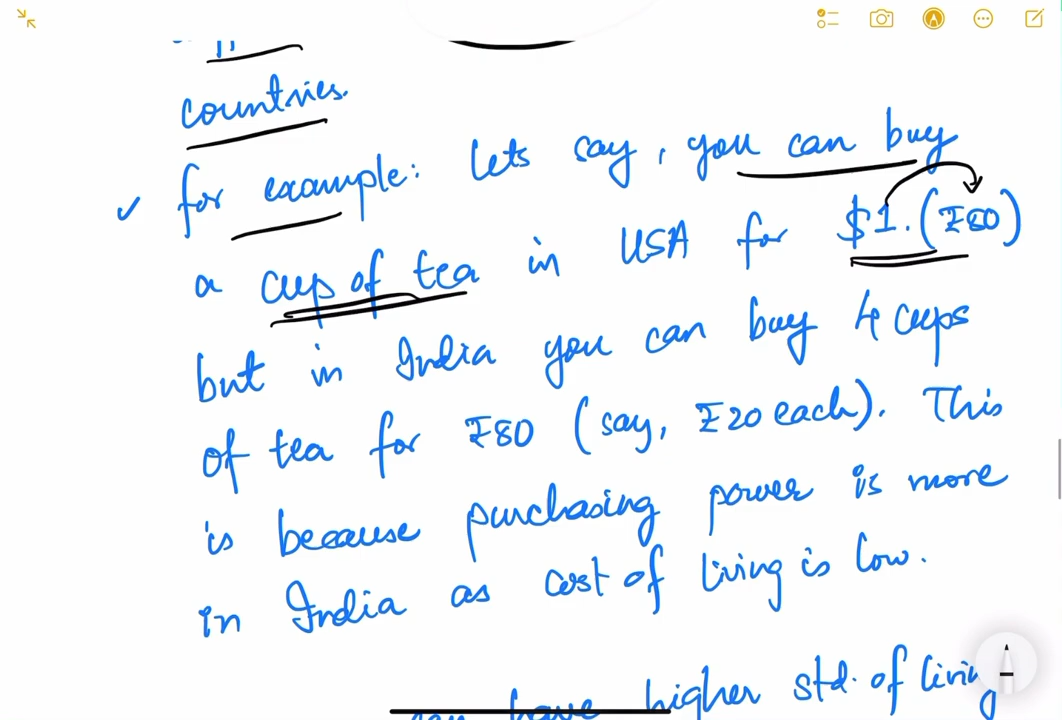 countries.
for example: lets say, you can buy
a cup of tea in USA for $1. (₹80)
but in India you can buy 4 cups
of tea for ₹80 (say, ₹20 each). This
is because purchasing power is more
in India as cost of living is low.
have higher std. of living